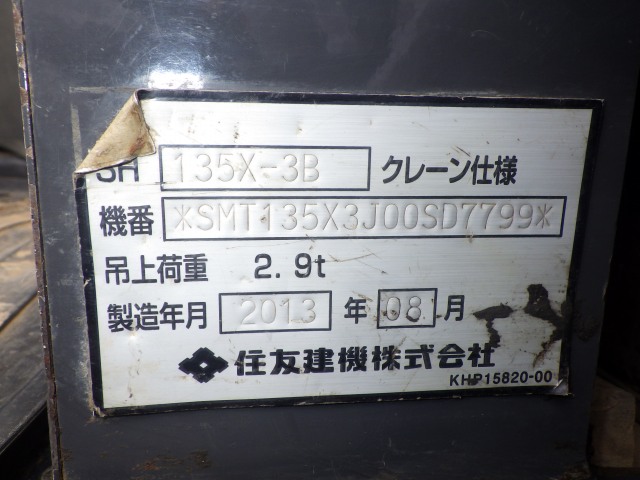 SH 135X-3B クレーン仕様
機番 *SMT135X3J00SD7799*
吊上荷重 2.9t
製造年月 2013 年 08 月
住友建機株式会社
KHP15820-00